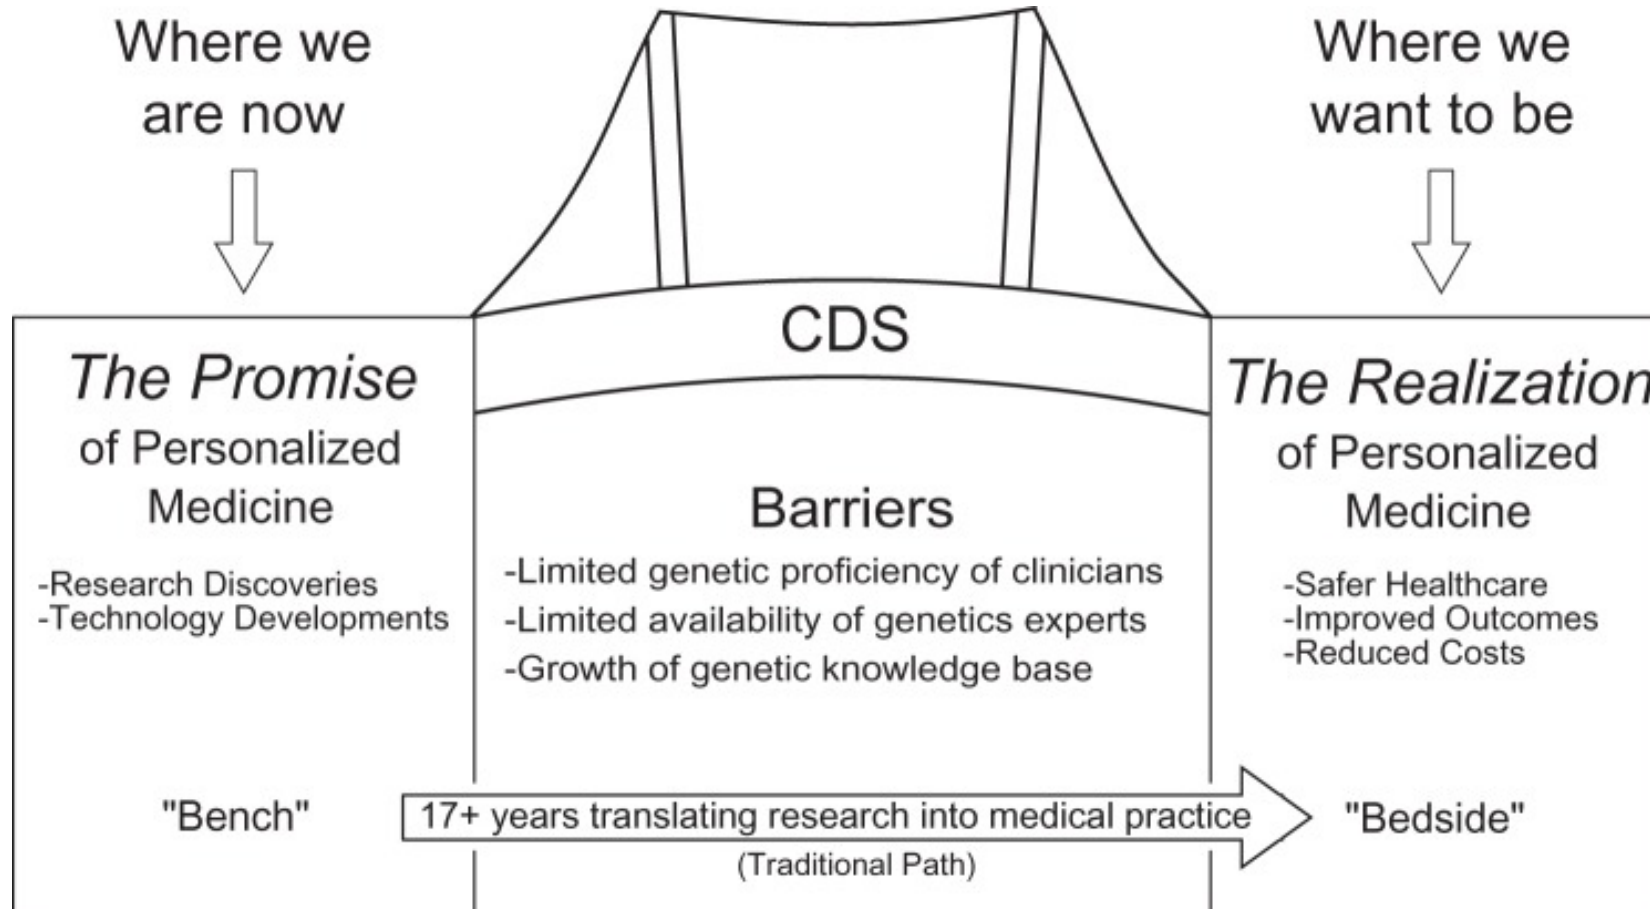 Where we
are now
Where we
want to be
CDS
The Promise
of Personalized
Medicine
-Research Discoveries
-Technology Developments
Barriers
-Limited genetic proficiency of clinicians
-Limited availability of genetics experts
-Growth of genetic knowledge base
The Realization
of Personalized
Medicine
-Safer Healthcare
-Improved Outcomes
-Reduced Costs
"Bench"
17+ years translating research into medical practice
(Traditional Path)
"Bedside"